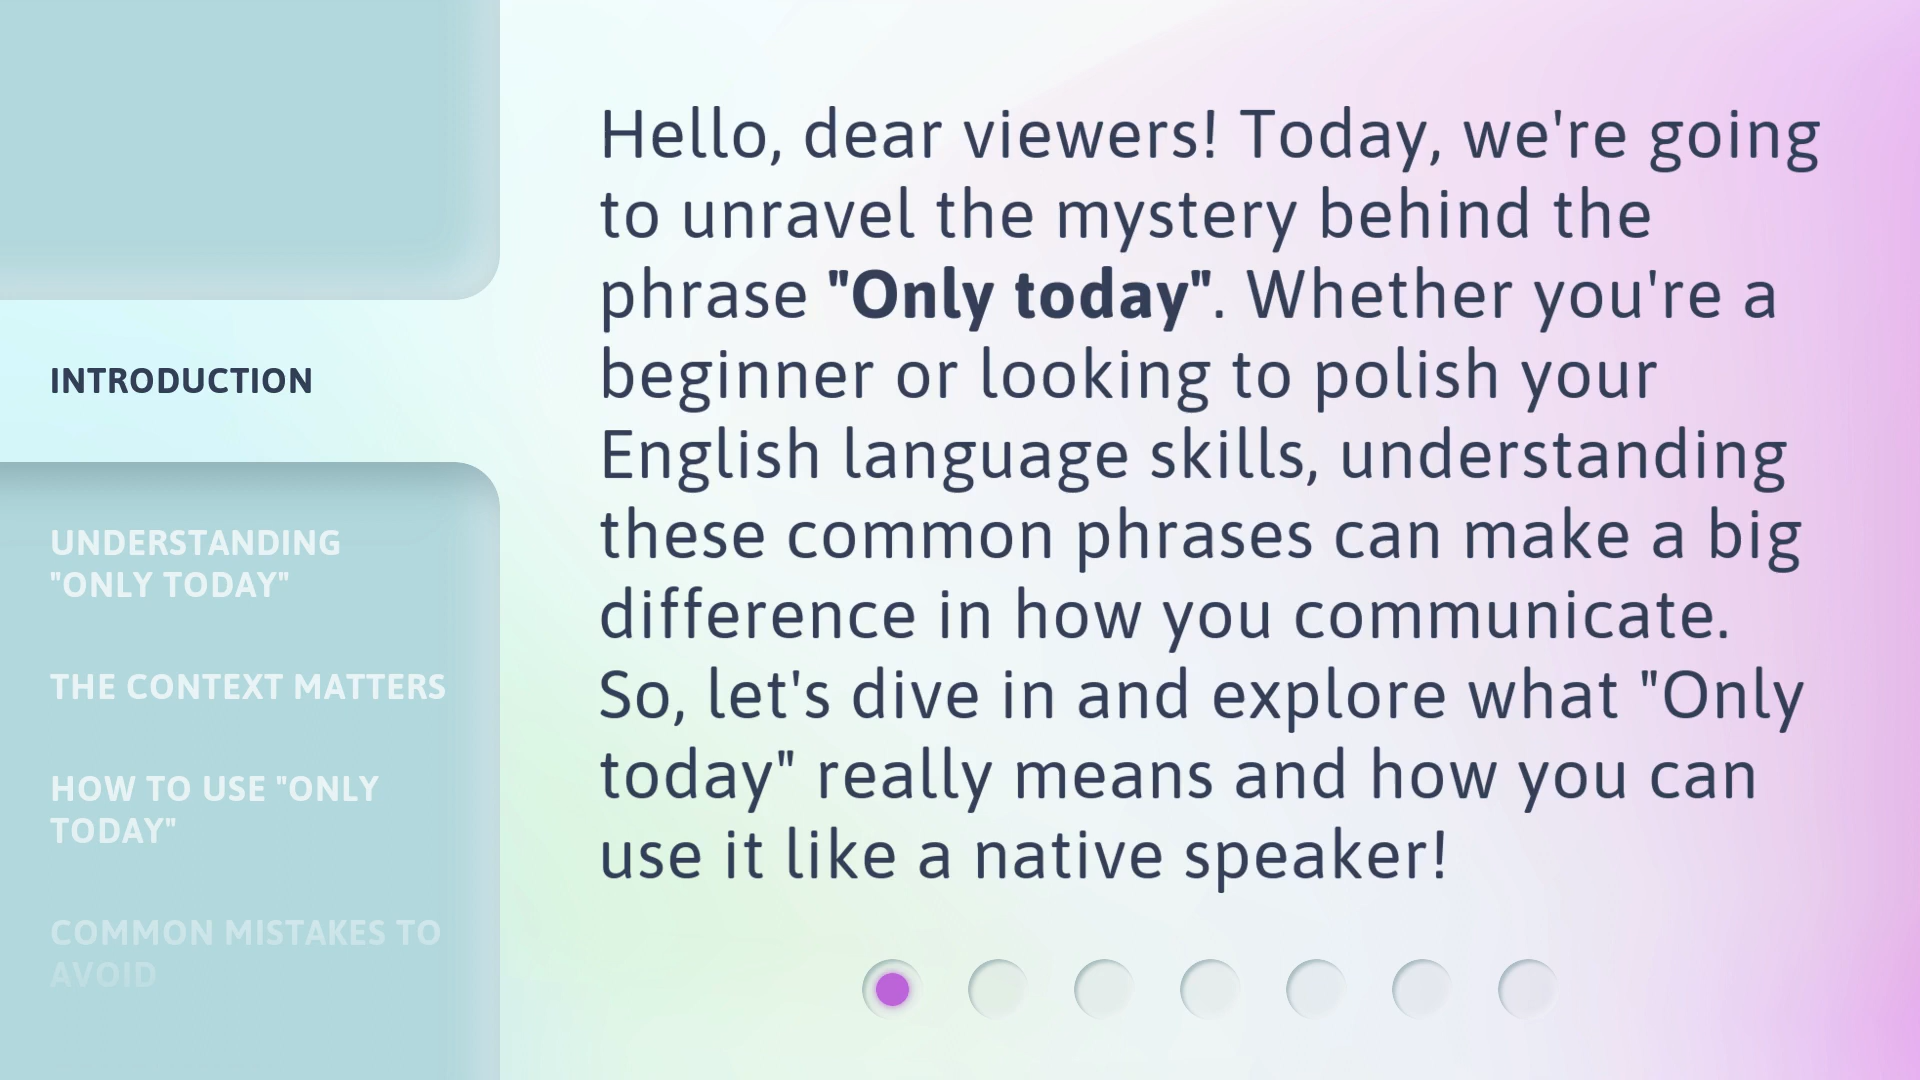 INTRODUCTION
UNDERSTANDING
"ONLY TODAY"
THE CONTEXT MATTERS
HOW TO USE "ONLY
TODAY"
COMMON MISTAKES TO
AVOID
Hello, dear viewers! Today, we're going
to unravel the mystery behind the
phrase "Only today". Whether you're a
beginner or looking to polish your
English language skills, understanding
these common phrases can make a big
difference in how you communicate.
So, let's dive in and explore what "Only
today" really means and how you can
use it like a native speaker!